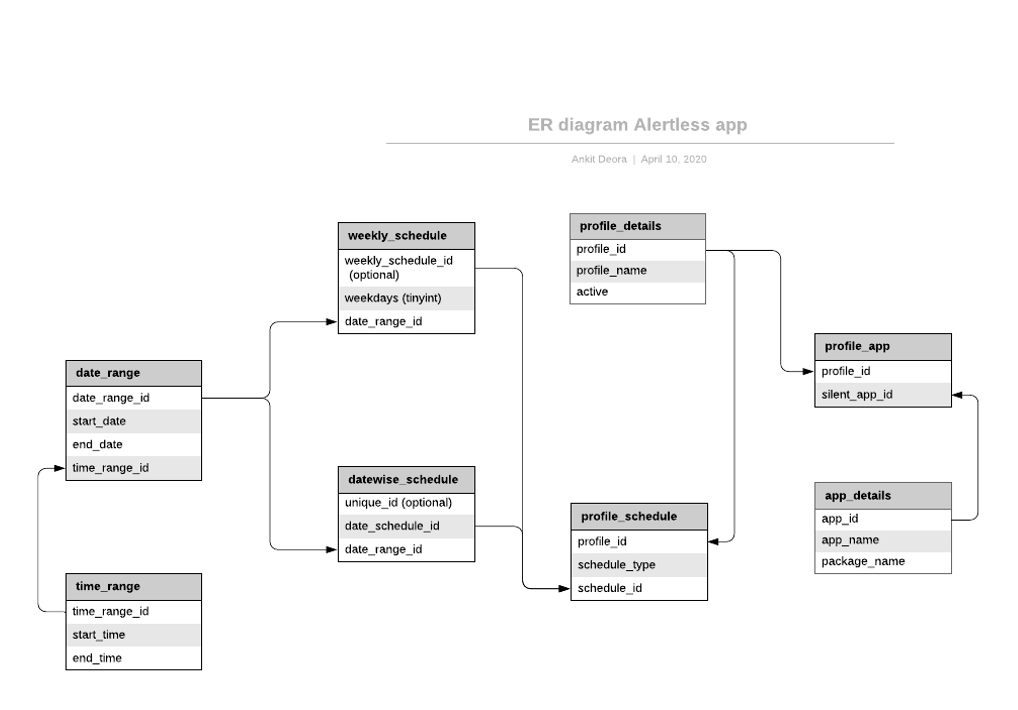 ER diagram Alertless app
Ankit Deora | April 10, 2020
weekly_schedule
weekly_schedule_id
(optional)
weekdays (tinyint)
date_range_id
profile_details
profile_id
profile_name
active
profile_app
profile_id
silent_app_id
date_range
date_range_id
start_date
end_date
time_range_id
datewise_schedule
unique_id (optional)
date_schedule_id
date_range_id
profile_schedule
profile_id
schedule_type
schedule_id
app_details
app_id
app_name
package_name
time_range
time_range_id
start_time
end_time